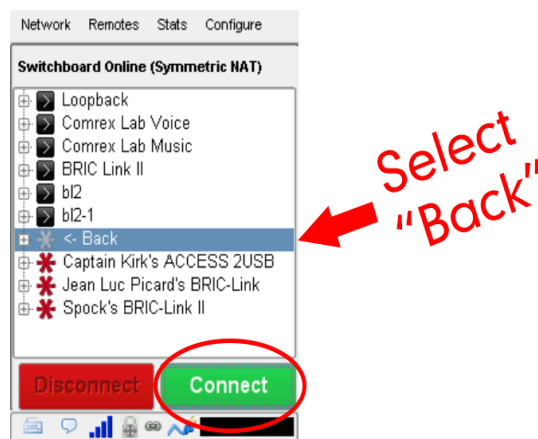 Network Remotes Stats Configure
Switchboard Online (Symmetric NAT)
Loopback
Comrex Lab Voice
Comrex Lab Music
BRIC Link II
bl2
bl2-1
<- Back
Captain Kirk's ACCESS 2USB
Jean Luc Picard's BRIC-Link
Spock's BRIC-Link II
Select
"Back"
Disconnect Connect